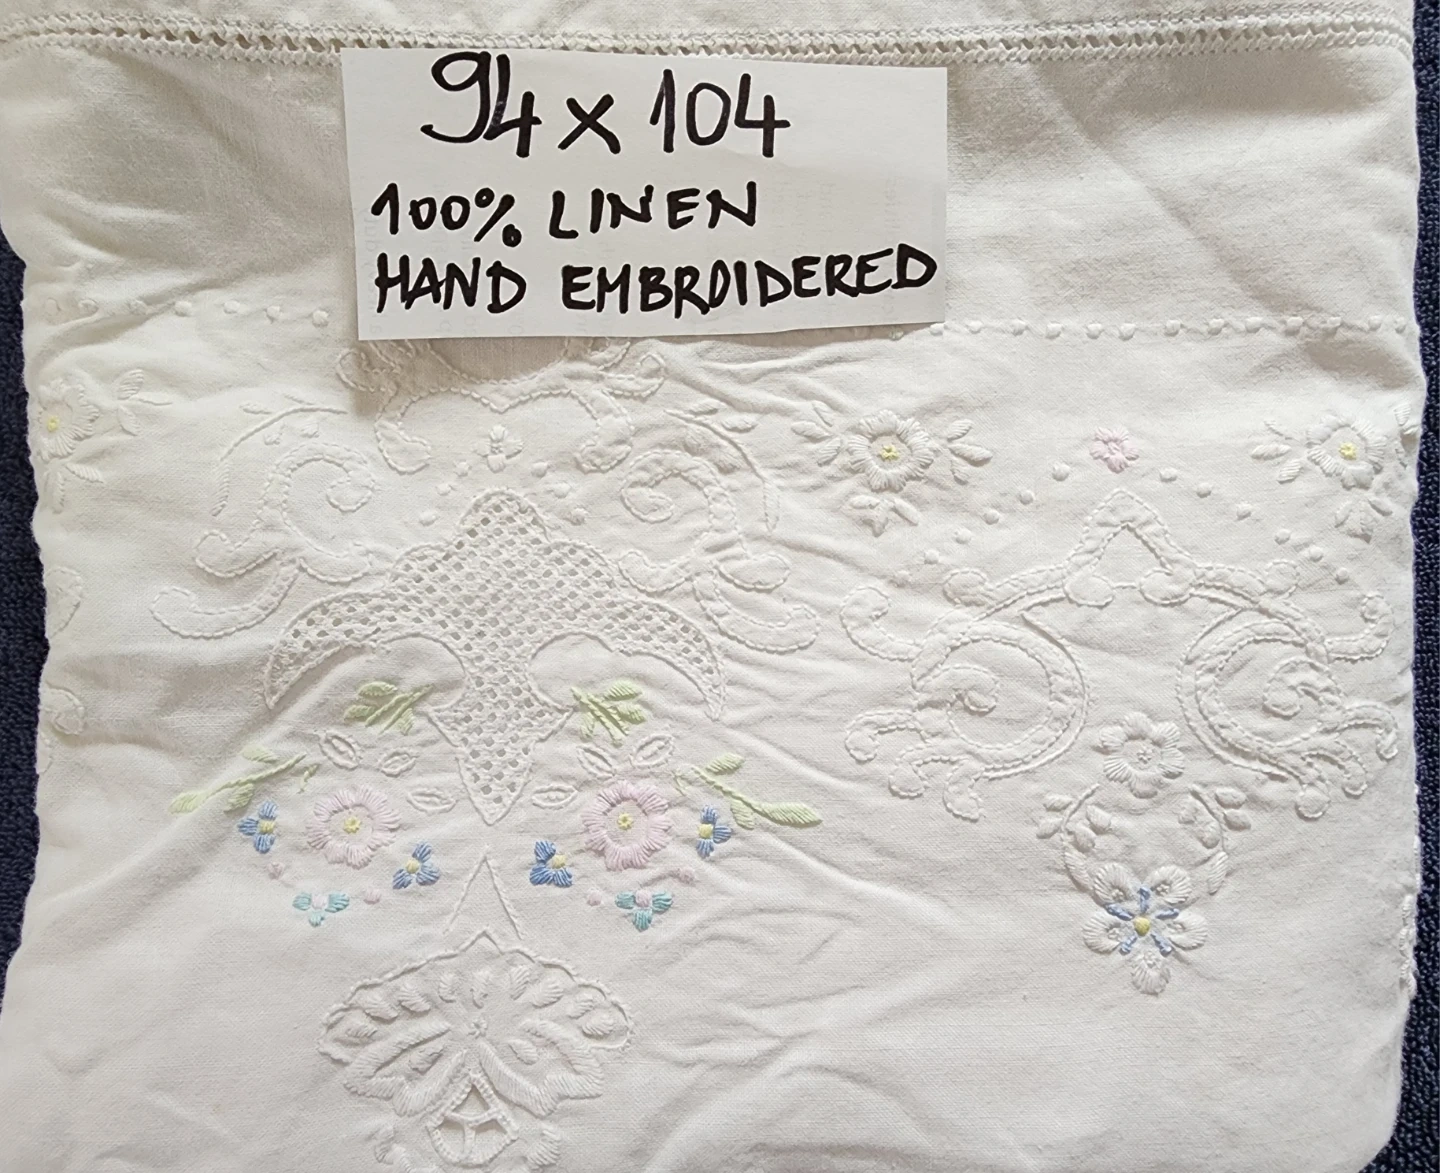 94 x 104
100% LINEN
HAND EMBROIDERED